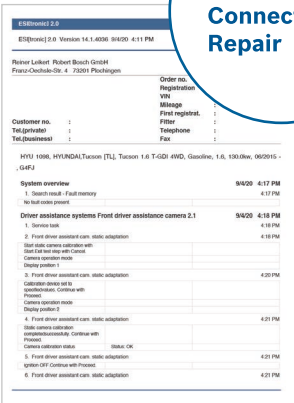 Connec
Repair
ESI[tronic] 2.0
ESI[tronic] 2.0 Version 14.1.4036 9/4/20 4:11 PM
Reiner Leikert Robert Bosch GmbH
Franz-Oechsle-Str. 4 73201 Plochingen
Order no.
Registration
VIN
Mileage :
First registrat. :
Customer no. : Fitter :
Tel.(private) : Telephone :
Tel.(business) : Fax :
HYU 1098, HYUNDAI,Tucson [TL], Tucson 1.6 T-GDI 4WD, Gasoline, 1.6, 130.0kw, 06/2015 -
, G4FJ
System overview 9/4/20 4:17 PM
1. Search result - Fault memory 4:17 PM
No fault codes present.
Driver assistance systems Front driver assistance camera 2.1 9/4/20 4:18 PM
1. Service task 4:18 PM
2. Front driver assistant cam. static adaptation 4:18 PM
Start static camera calibration with
Start.Exit test step with Cancel.
Camera operation mode
Display position 1
3. Front driver assistant cam. static adaptation 4:20 PM
Calibration device set to
specifiedvalues. Continue with
Proceed.
Camera operation mode
Display position 2
4. Front driver assistant cam. static adaptation 4:21 PM
Static camera calibration
completedsuccessfully. Continue with
Proceed.
Camera calibration status Status: OK
5. Front driver assistant cam. static adaptation 4:21 PM
Ignition OFF.Continue with Proceed.
6. Front driver assistant cam. static adaptation 4:21 PM